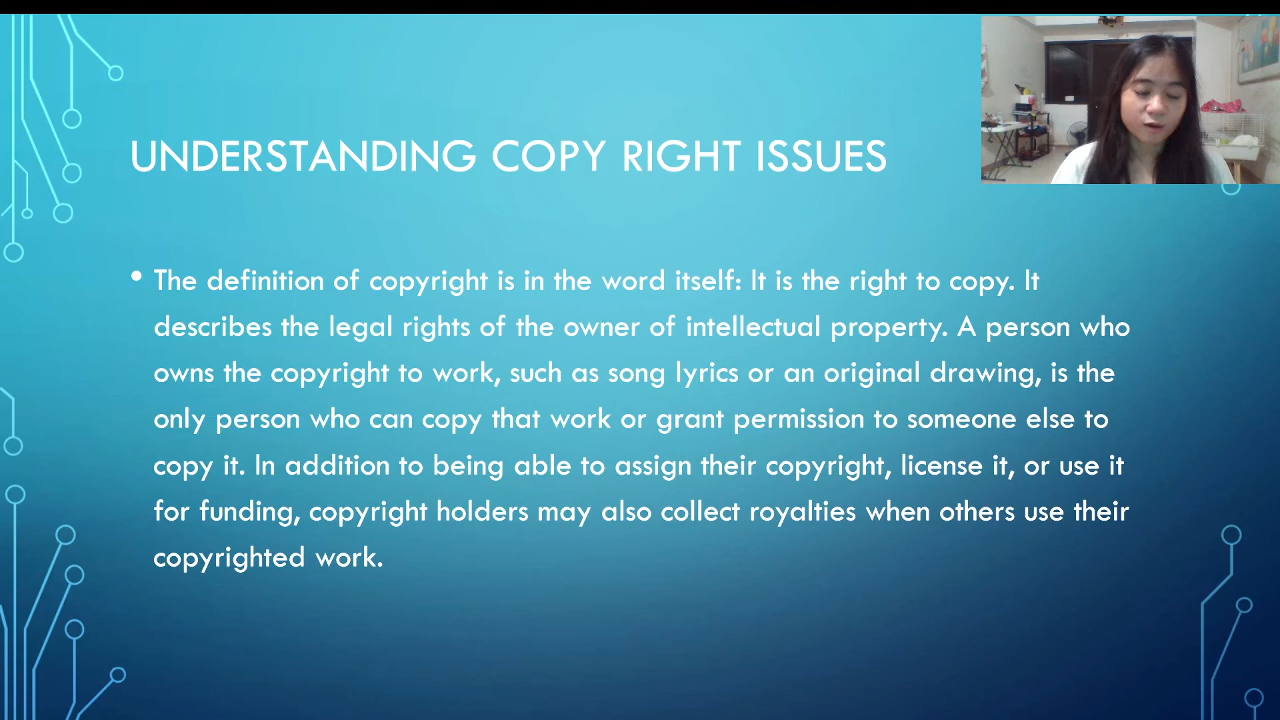 UNDERSTANDING COPY RIGHT ISSUES
• The definition of copyright is in the word itself: It is the right to copy. It
describes the legal rights of the owner of intellectual property. A person who
owns the copyright to work, such as song lyrics or an original drawing, is the
only person who can copy that work or grant permission to someone else to
copy it. In addition to being able to assign their copyright, license it, or use it
for funding, copyright holders may also collect royalties when others use their
copyrighted work.